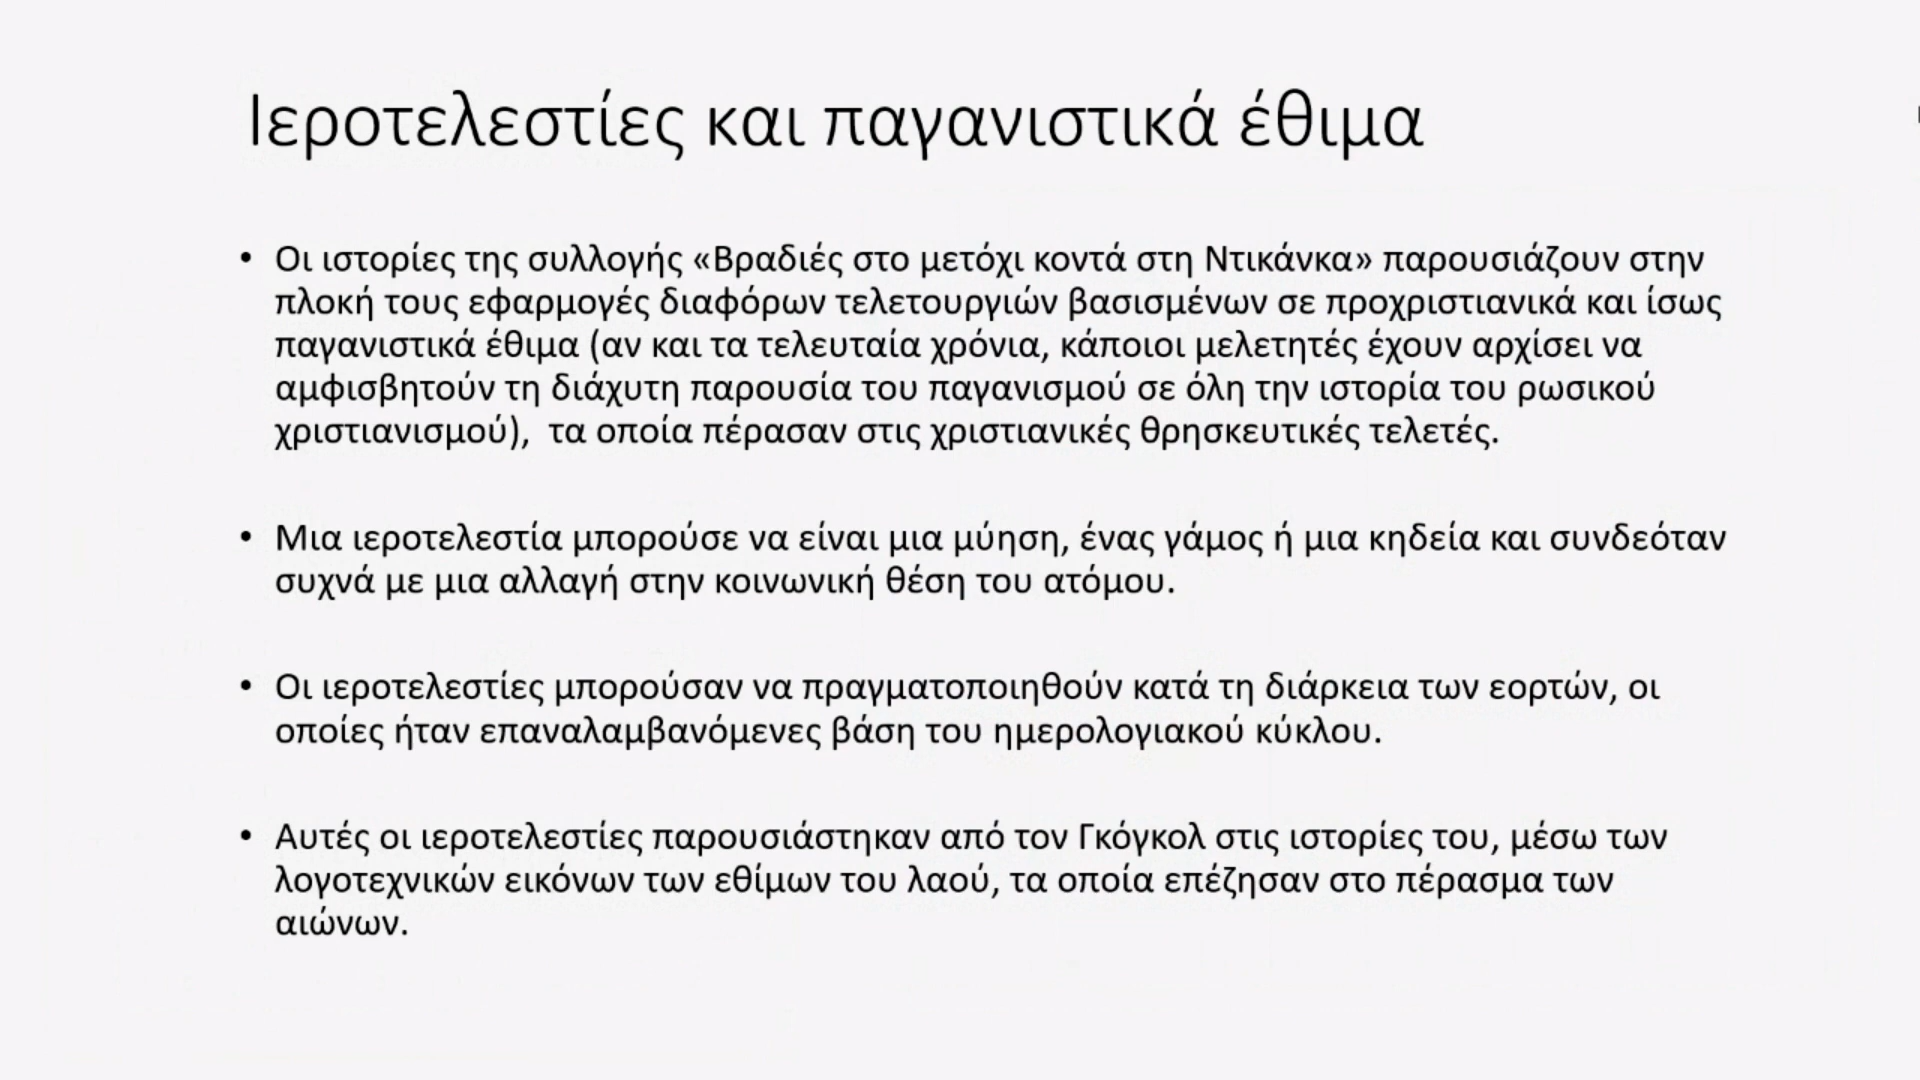 Ιεροτελεστίες και παγανιστικά έθιμα
• Οι ιστορίες της συλλογής «Βραδιές στο μετόχι κοντά στη Ντικάνκα» παρουσιάζουν στην
πλοκή τους εφαρμογές διαφόρων τελετουργιών βασισμένων σε προχριστιανικά και ίσως
παγανιστικά έθιμα (αν και τα τελευταία χρόνια, κάποιοι μελετητές έχουν αρχίσει να
αμφισβητούν τη διάχυτη παρουσία του παγανισμού σε όλη την ιστορία του ρωσικού
χριστιανισμού),  τα οποία πέρασαν στις χριστιανικές θρησκευτικές τελετές.
• Μια ιεροτελεστία μπορούσε να είναι μια μύηση, ένας γάμος ή μια κηδεία και συνδεόταν
συχνά με μια αλλαγή στην κοινωνική θέση του ατόμου.
• Οι ιεροτελεστίες μπορούσαν να πραγματοποιηθούν κατά τη διάρκεια των εορτών, οι
οποίες ήταν επαναλαμβανόμενες βάση του ημερολογιακού κύκλου.
• Αυτές οι ιεροτελεστίες παρουσιάστηκαν από τον Γκόγκολ στις ιστορίες του, μέσω των
λογοτεχνικών εικόνων των εθίμων του λαού, τα οποία επέζησαν στο πέρασμα των
αιώνων.